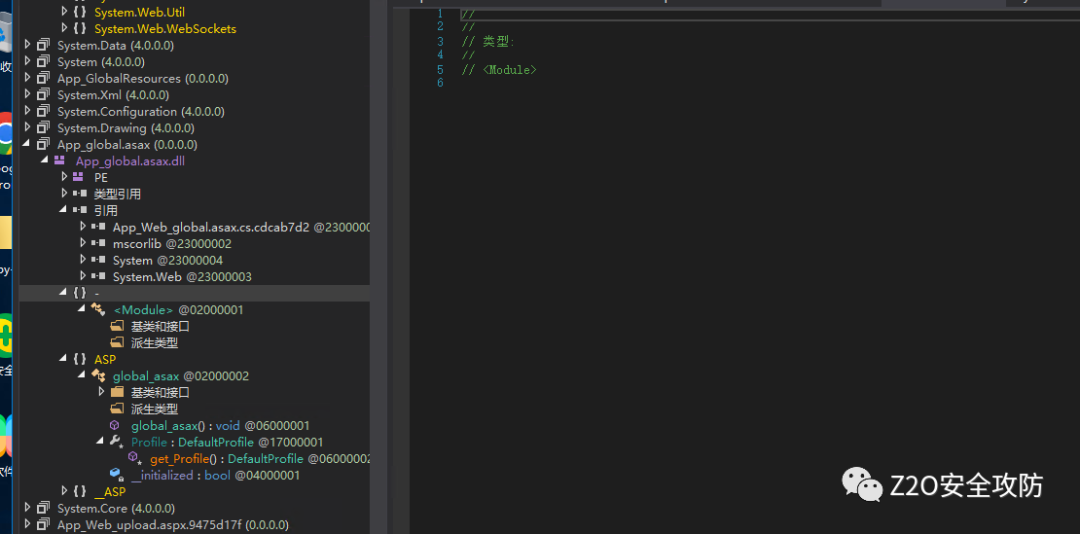 System.Web.Util
System.Web.WebSockets
System.Data (4.0.0.0)
System (4.0.0.0)
App_GlobalResources (0.0.0.0)
System.Xml (4.0.0.0)
System.Configuration (4.0.0.0)
System.Drawing (4.0.0.0)
App_global.asax (0.0.0.0)
App_global.asax.dll
PE
类型引用
引用
App_Web_global.asax.cs.cdcab7d2 @2300000
mscorlib @23000002
System @23000004
System.Web @23000003
{ } -
<Module> @02000001
基类和接口
派生类型
{ } ASP
global_asax @02000002
基类和接口
派生类型
global_asax() : void @06000001
Profile : DefaultProfile @17000001
get_Profile() : DefaultProfile @06000002
__initialized : bool @04000001
{ } __ASP
System.Core (4.0.0.0)
App_Web_upload.aspx.9475d17f (0.0.0.0)
1 //
2 //
3 // 类型:
4 //
5 // <Module>
6
Z2O安全攻防